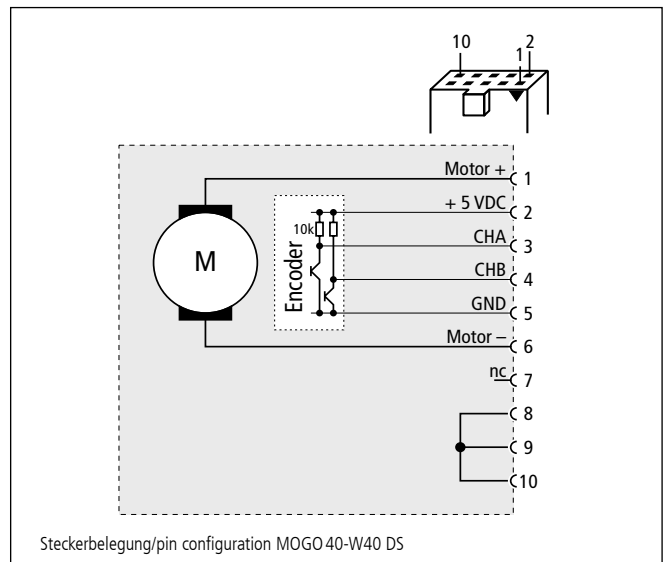 10
2
1
Motor + 1
+ 5 VDC 2
10k
CHA 3
Encoder
M
CHB 4
GND 5
Motor – 6
nc 7
8
9
10
Steckerbelegung/pin configuration MOGO 40-W40 DS